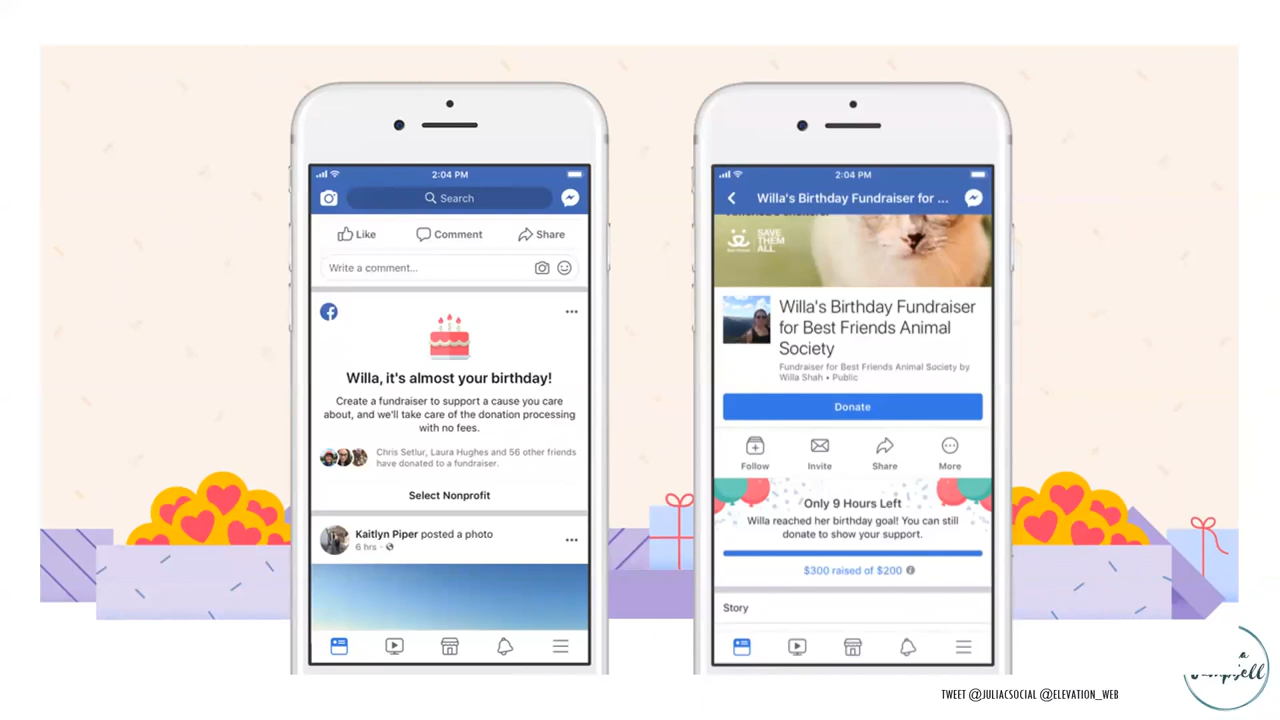 2:04 PM
Search
Like Comment Share
Write a comment...
Willa, it's almost your birthday!
Create a fundraiser to support a cause you care
about, and we'll take care of the donation processing
with no fees.
Chris Setlur, Laura Hughes and 56 other friends
have donated to a fundraiser.
Select Nonprofit
Kaitlyn Piper posted a photo
6 hrs
2:04 PM
Willa's Birthday Fundraiser for ...
SAVE
THEM
ALL
Willa's Birthday Fundraiser
for Best Friends Animal
Society
Fundraiser for Best Friends Animal Society by
Willa Shah • Public
Donate
Follow Invite Share More
Only 9 Hours Left
Willa reached her birthday goal! You can still
donate to show your support.
$300 raised of $200
Story
TWEET @JULIACSOCIAL @ELEVATION_WEB